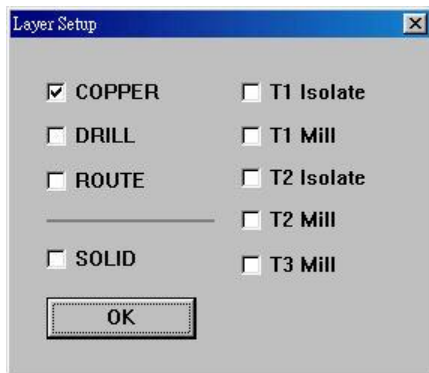 Layer Setup
COPPER
DRILL
ROUTE
SOLID
OK
T1 Isolate
T1 Mill
T2 Isolate
T2 Mill
T3 Mill